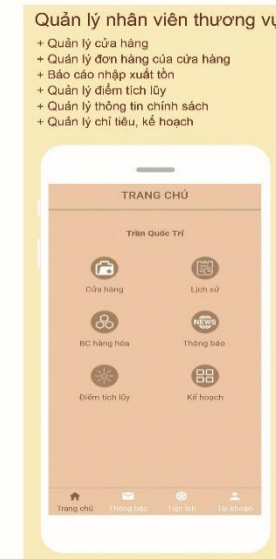 Quản lý nhân viên thương vụ
+ Quản lý cửa hàng
+ Quản lý đơn hàng của cửa hàng
+ Báo cáo nhập xuất tồn
+ Quản lý điểm tích lũy
+ Quản lý thông tin chính sách
+ Quản lý chỉ tiêu, kế hoạch
TRANG CHỦ
Trần Quốc Trí
Cửa hàng Lịch sử
NEWS
BC hàng hóa Thông báo
Điểm tích lũy Kế hoạch
Trang chủ Thông báo Tiện ích Tài khoản